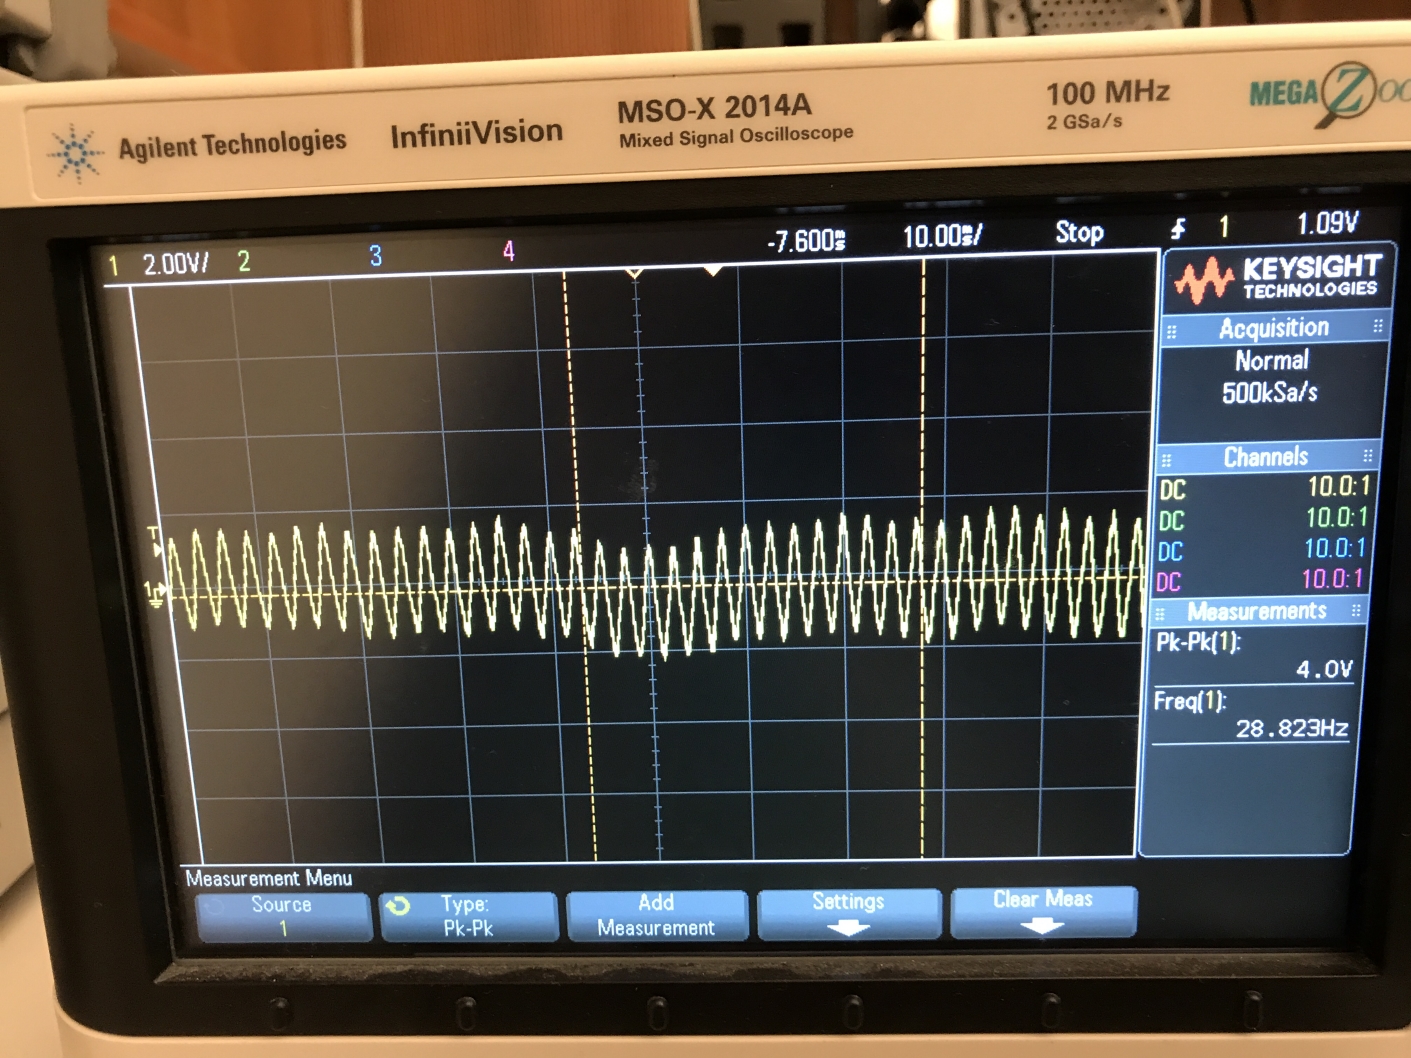 Agilent Technologies InfiniiVision MSO-X 2014A 100 MHz MEGA Zoo
Mixed Signal Oscilloscope 2 GSa/s
1 2.00V/ 2 3 4 -7.600ms 10.00ms/ Stop 1 1.09V
KEYSIGHT
TECHNOLOGIES
Acquisition
Normal
500kSa/s
Channels
DC 10.0:1
DC 10.0:1
DC 10.0:1
DC 10.0:1
Measurements
Pk-Pk(1):
4.0V
Freq(1):
28.823Hz
T
1
Measurement Menu
Source
1
Type:
Pk-Pk
Add
Measurement
Settings
Clear Meas